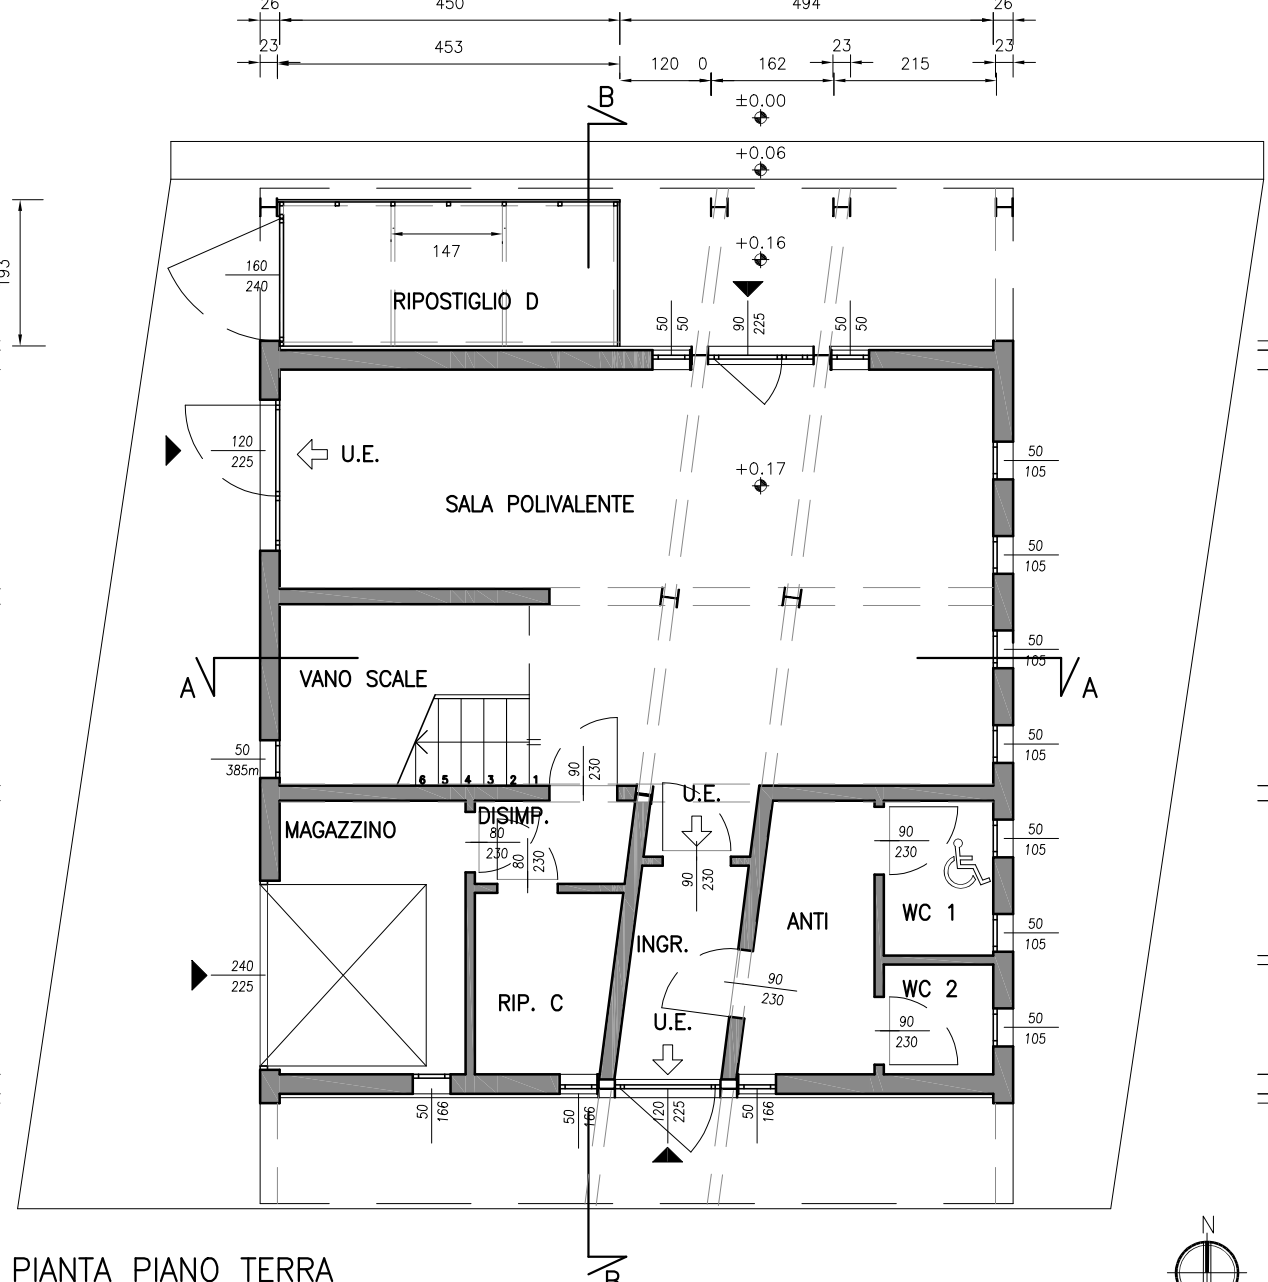 26 450 494 26
23 453 120 0 162 23 215 23
B
±0.00
+0.06
193
147
+0.16
160
240
RIPOSTIGLIO D
50 50
90 225
50 50
120
225
U.E.
50
105
+0.17
SALA POLIVALENTE
50
105
50
105
VANO SCALE
A
A
50
385m
6 5 4 3 2 1
90 230
50
105
U.E.
MAGAZZINO
DISIMP.
80
230
80 230
90
230
50
105
90 230
ANTI
WC 1
50
105
INGR.
240
225
90
230
RIP. C
WC 2
U.E.
90
230
50
105
50 166
50 166
120 225
50 166
N
PIANTA PIANO TERRA
B